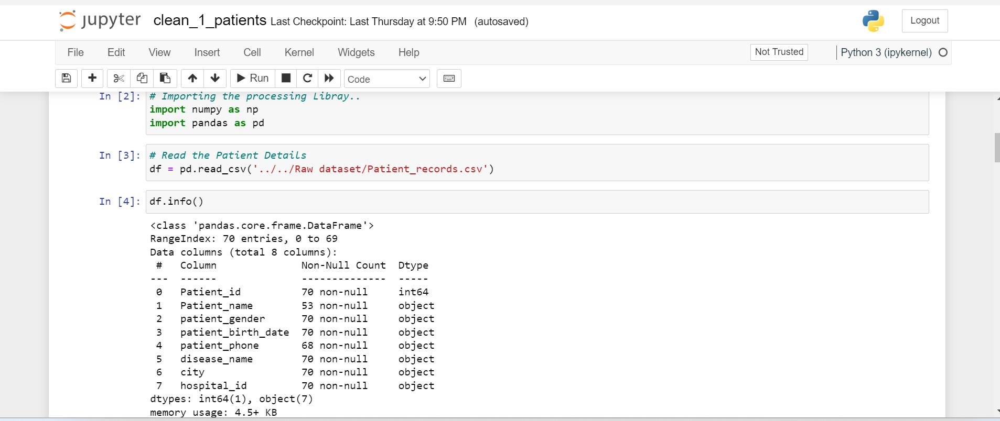 jupyter clean_1_patients Last Checkpoint: Last Thursday at 9:50 PM (autosaved) Logout
File Edit View Insert Cell Kernel Widgets Help Not Trusted Python 3 (ipykernel)
Run Code
In [2]: # Importing the processing Libray..
import numpy as np
import pandas as pd
In [3]: # Read the Patient Details
df = pd.read_csv('../../Raw dataset/Patient_records.csv')
In [4]: df.info()
<class 'pandas.core.frame.DataFrame'>
RangeIndex: 70 entries, 0 to 69
Data columns (total 8 columns):
 #   Column              Non-Null Count  Dtype
---  ------              --------------  -----
 0   Patient_id          70 non-null     int64
 1   Patient_name        53 non-null     object
 2   patient_gender      70 non-null     object
 3   patient_birth_date  70 non-null     object
 4   patient_phone       68 non-null     object
 5   disease_name        70 non-null     object
 6   city                70 non-null     object
 7   hospital_id         70 non-null     object
dtypes: int64(1), object(7)
memory usage: 4.5+ KB